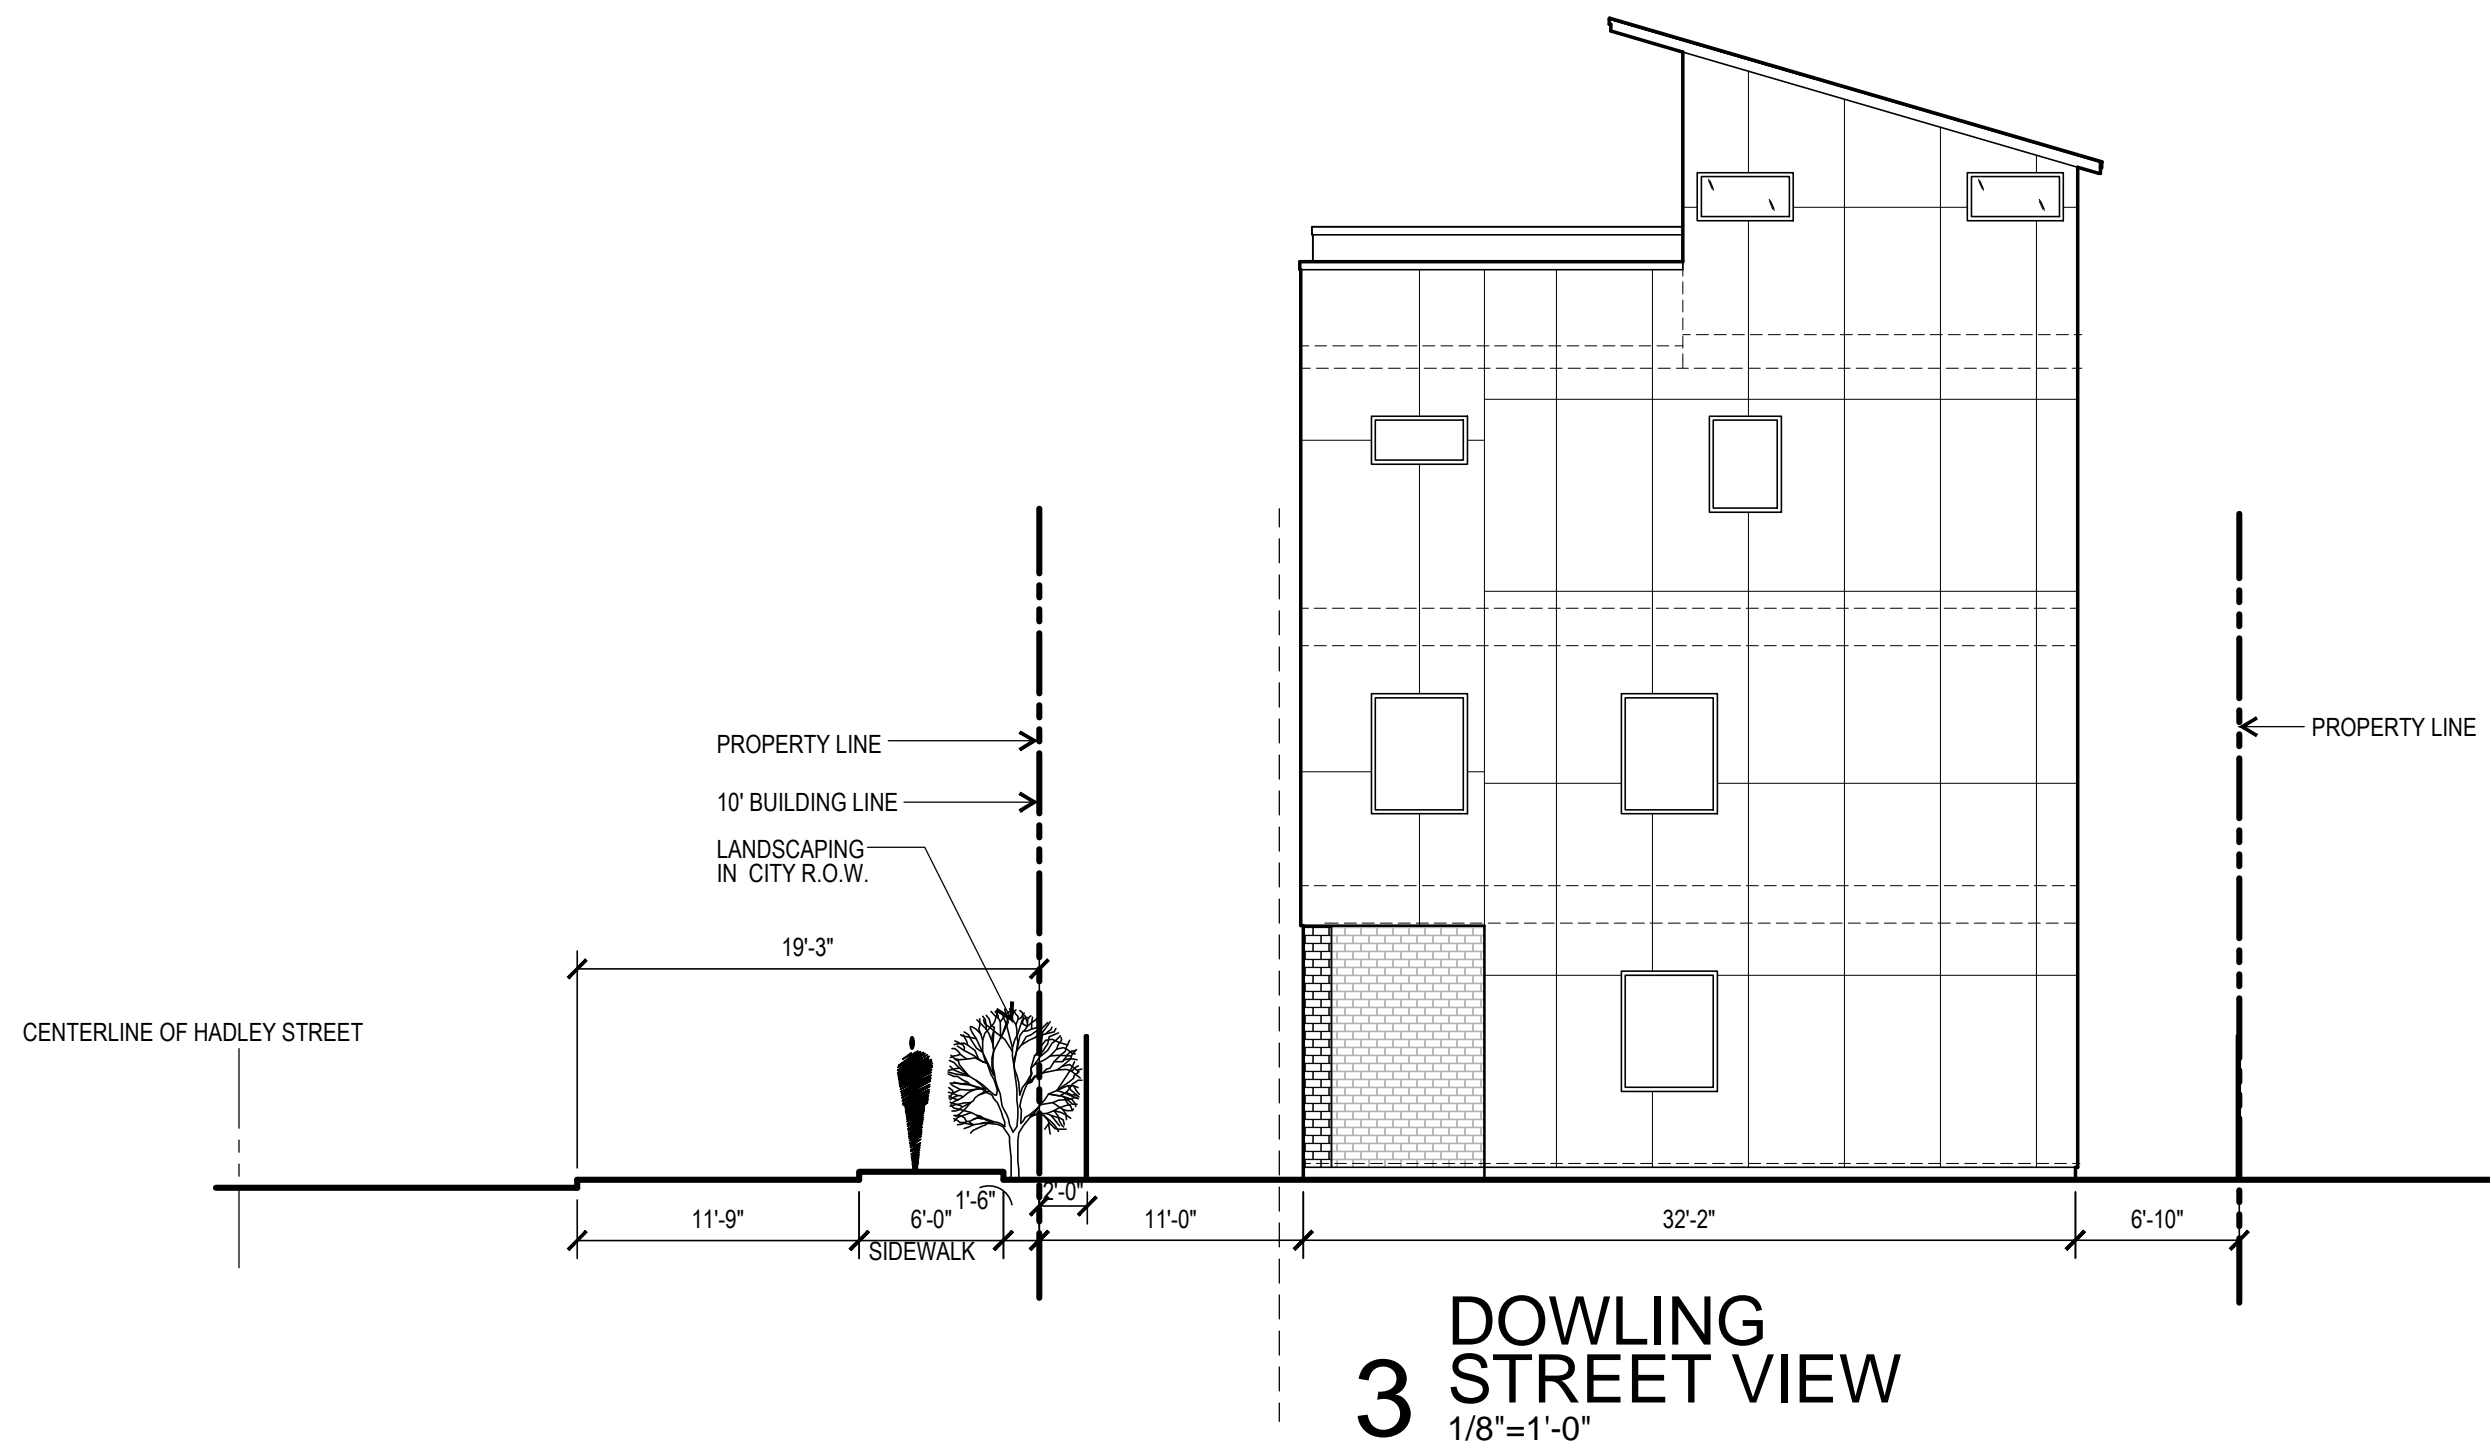 PROPERTY LINE
PROPERTY LINE
10' BUILDING LINE
LANDSCAPING
IN CITY R.O.W.
19'-3"
CENTERLINE OF HADLEY STREET
1'-6"
2'-0"
11'-9"
6'-0"
11'-0"
32'-2"
6'-10"
SIDEWALK
3
DOWLING
STREET VIEW
1/8"=1'-0"